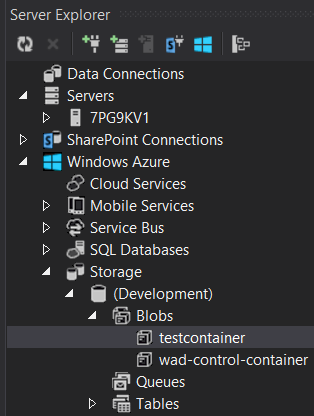 Server Explorer
Data Connections
Servers
7PG9KV1
SharePoint Connections
Windows Azure
Cloud Services
Mobile Services
Service Bus
SQL Databases
Storage
(Development)
Blobs
testcontainer
wad-control-container
Queues
Tables